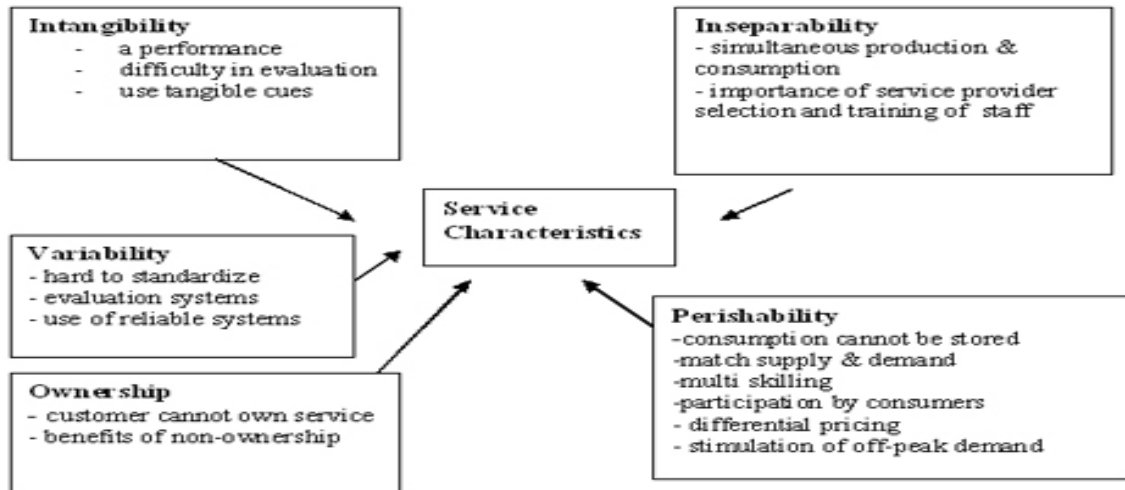 Intangibility
- a performance
- difficulty in evaluation
- use tangible cues
Inseparability
- simultaneous production &
consumption
- importance of service provider
selection and training of staff
Service
Characteristics
Variability
- hard to standardize
- evaluation systems
- use of reliable systems
Ownership
- customer cannot own service
- benefits of non-ownership
Perishability
-consumption cannot be stored
-match supply & demand
-multi skilling
-participation by consumers
- differential pricing
- stimulation of off-peak demand